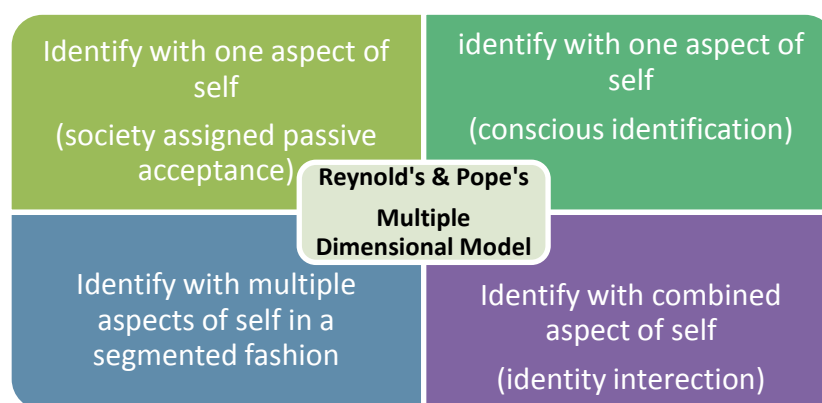 Identify with one aspect of
self
(society assigned passive
acceptance)
identify with one aspect of
self
(conscious identification)
Reynold's & Pope's
Multiple
Dimensional Model
Identify with multiple
aspects of self in a
segmented fashion
Identify with combined
aspect of self
(identity interection)